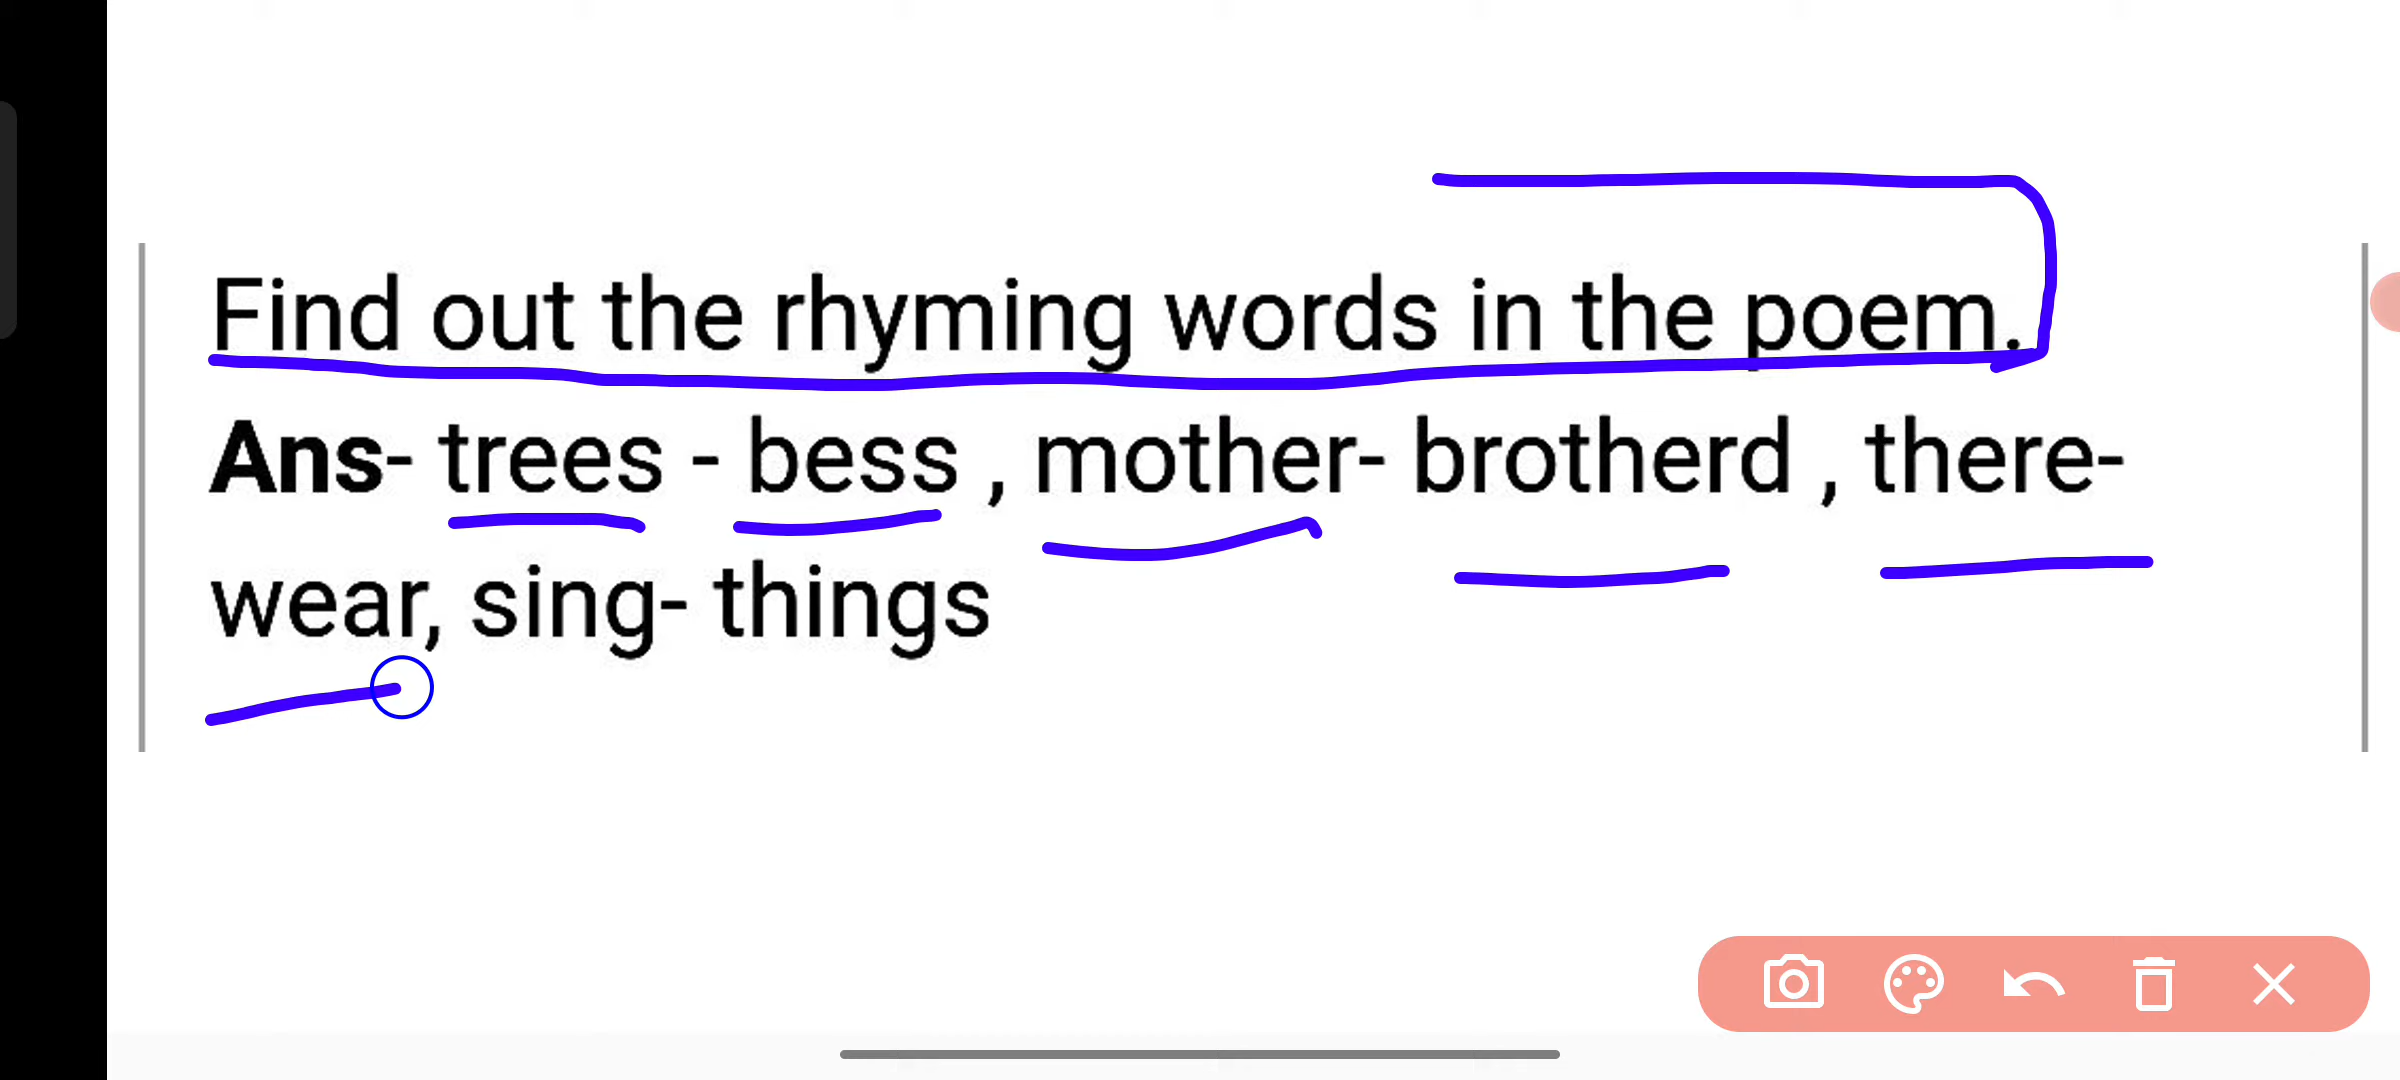 Find out the rhyming words in the poem.
Ans- trees - bess , mother- brotherd , there-
wear, sing- things